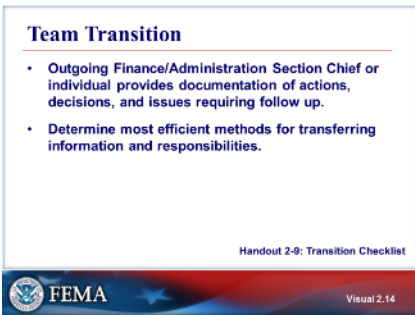 Team Transition
• Outgoing Finance/Administration Section Chief or
individual provides documentation of actions,
decisions, and issues requiring follow up.
• Determine most efficient methods for transferring
information and responsibilities.
Handout 2-9: Transition Checklist
FEMA
Visual 2.14